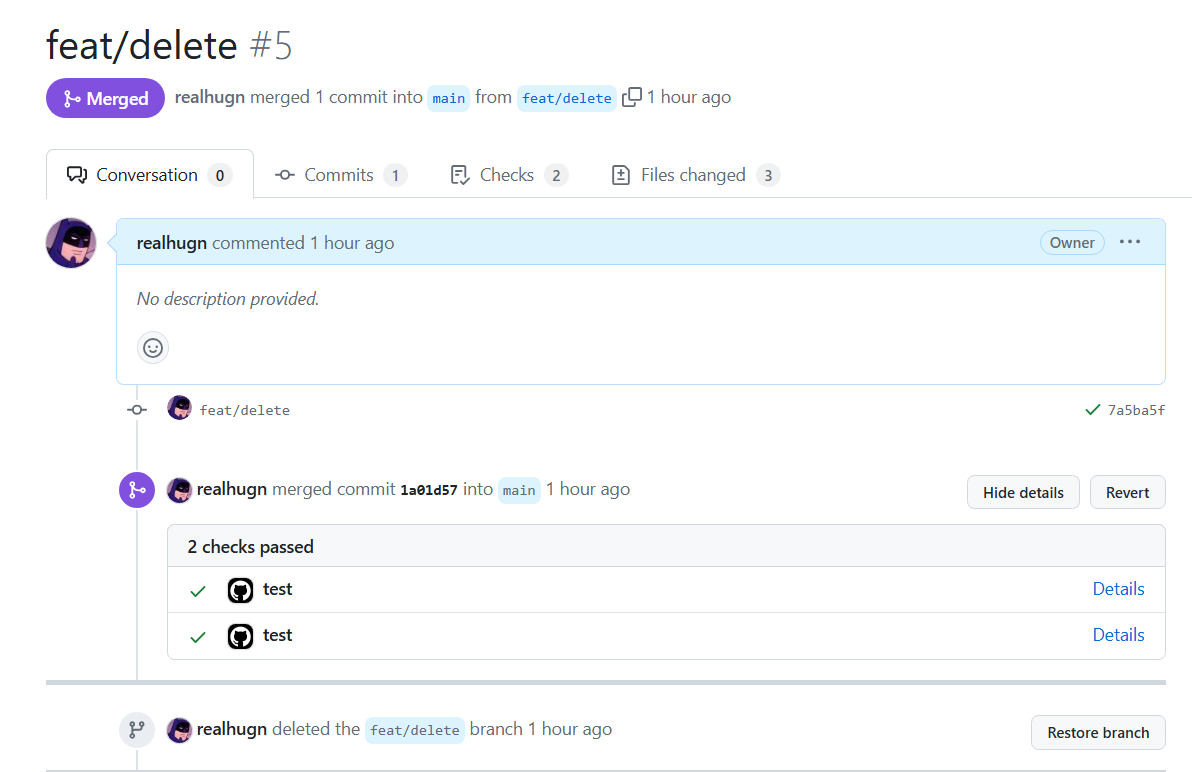 feat/delete #5
Merged realhugn merged 1 commit into main from feat/delete 1 hour ago
Conversation 0 Commits 1 Checks 2 Files changed 3
realhugn commented 1 hour ago Owner
No description provided.
feat/delete 7a5ba5f
realhugn merged commit 1a01d57 into main 1 hour ago Hide details Revert
2 checks passed
test Details
test Details
realhugn deleted the feat/delete branch 1 hour ago Restore branch